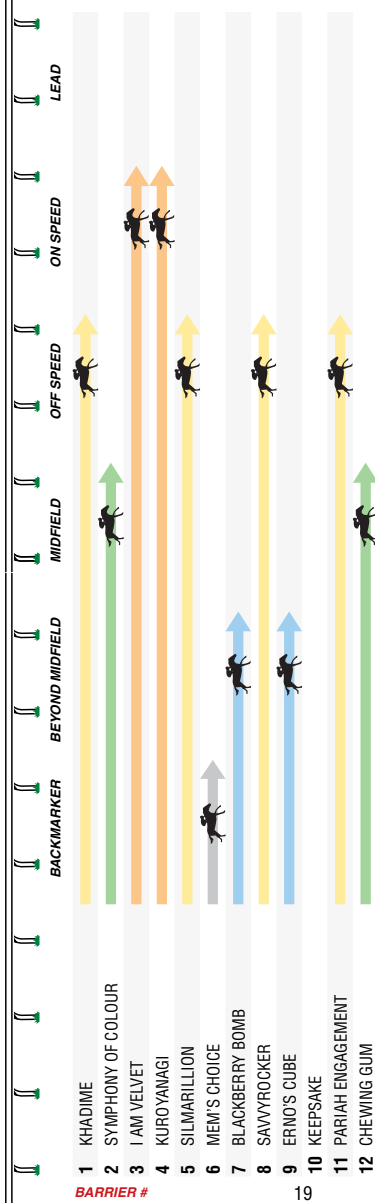 BACKMARKER BEYOND MIDFIELD MIDFIELD OFF SPEED ON SPEED LEAD
1 KHADIME
2 SYMPHONY OF COLOUR
3 I AM VELVET
4 KUROYANAGI
5 SILMARILLION
6 MEM'S CHOICE
7 BLACKBERRY BOMB
8 SAVVYROCKER
9 ERNO'S CUBE
10 KEEPSAKE
11 PARIAH ENGAGEMENT
12 CHEWING GUM
BARRIER #
19